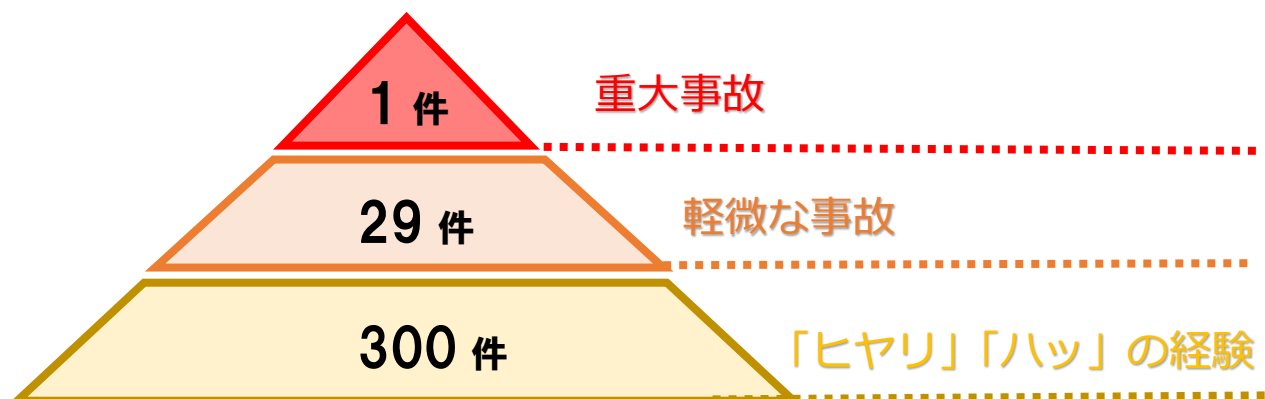 1 件
重大事故
29 件
軽微な事故
300 件
「ヒヤリ」「ハッ」の経験